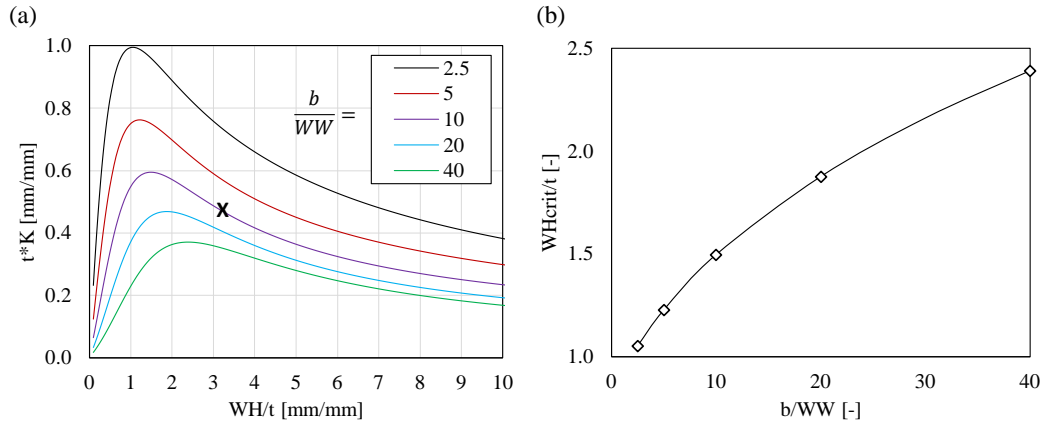 (a)
1.0
0.8
0.6
0.4
0.2
0.0
t*K [mm/mm]
b
WW
=
2.5
5
10
20
40
X
0 1 2 3 4 5 6 7 8 9 10
WH/t [mm/mm]
(b)
2.5
2.0
1.5
1.0
WHcrit/t [-]
0 10 20 30 40
b/WW [-]